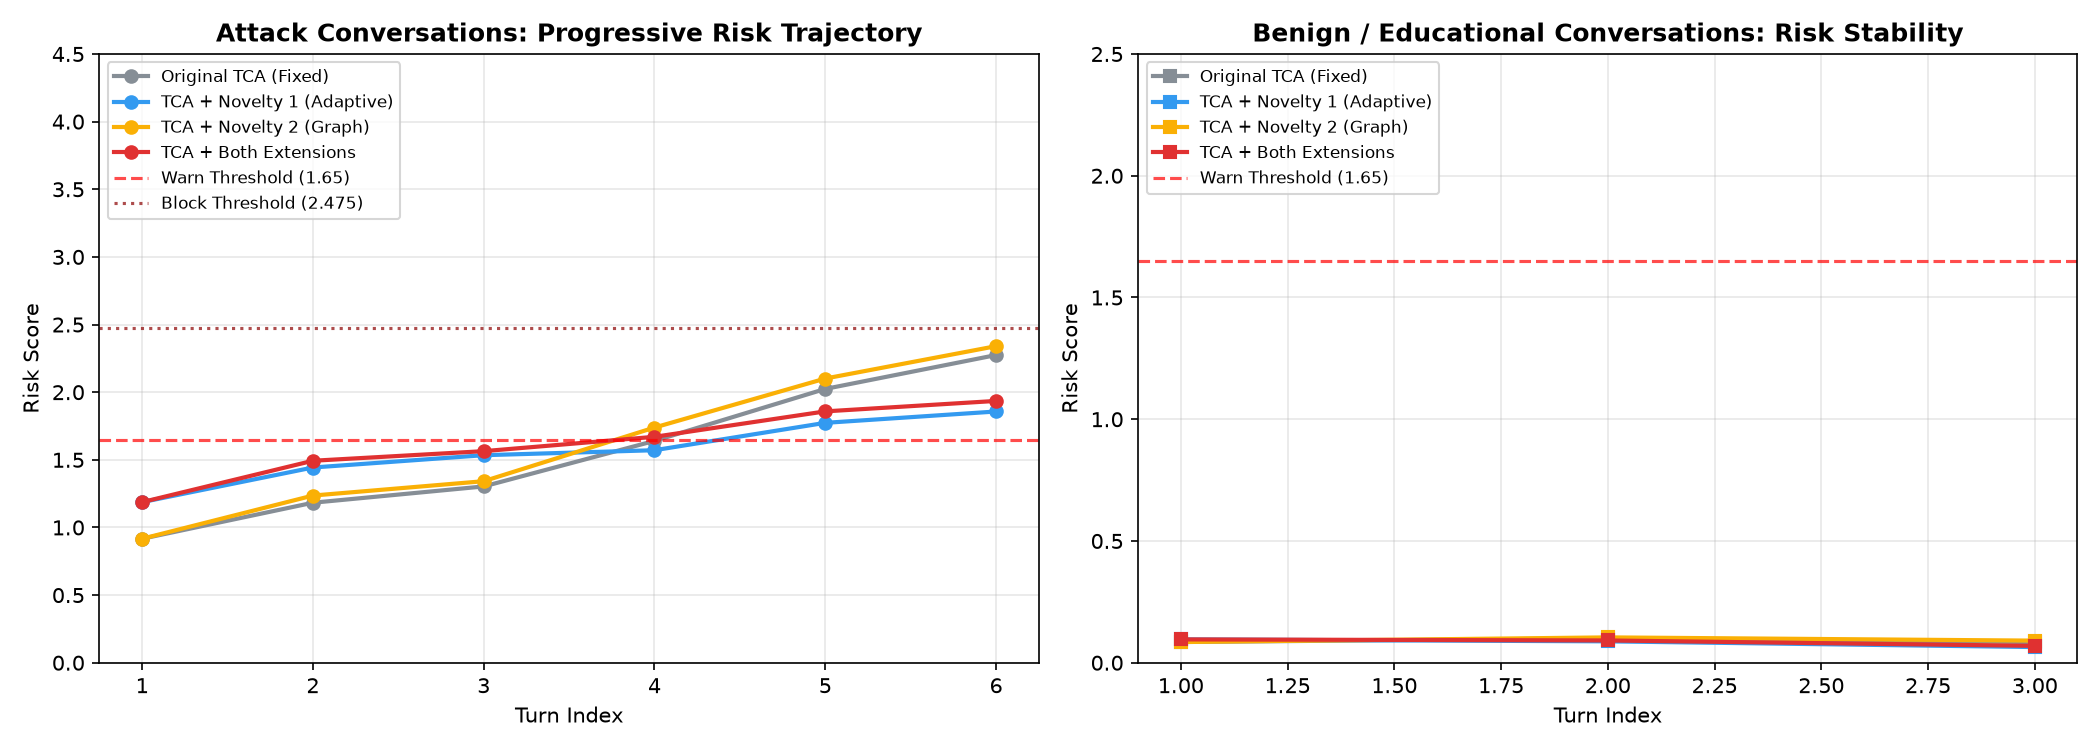 Attack Conversations: Progressive Risk Trajectory
Original TCA (Fixed)
TCA + Novelty 1 (Adaptive)
TCA + Novelty 2 (Graph)
TCA + Both Extensions
Warn Threshold (1.65)
Block Threshold (2.475)
Risk Score
4.5
4.0
3.5
3.0
2.5
2.0
1.5
1.0
0.5
0.0
1 2 3 4 5 6
Turn Index
Benign / Educational Conversations: Risk Stability
Original TCA (Fixed)
TCA + Novelty 1 (Adaptive)
TCA + Novelty 2 (Graph)
TCA + Both Extensions
Warn Threshold (1.65)
Risk Score
2.5
2.0
1.5
1.0
0.5
0.0
1.00 1.25 1.50 1.75 2.00 2.25 2.50 2.75 3.00
Turn Index